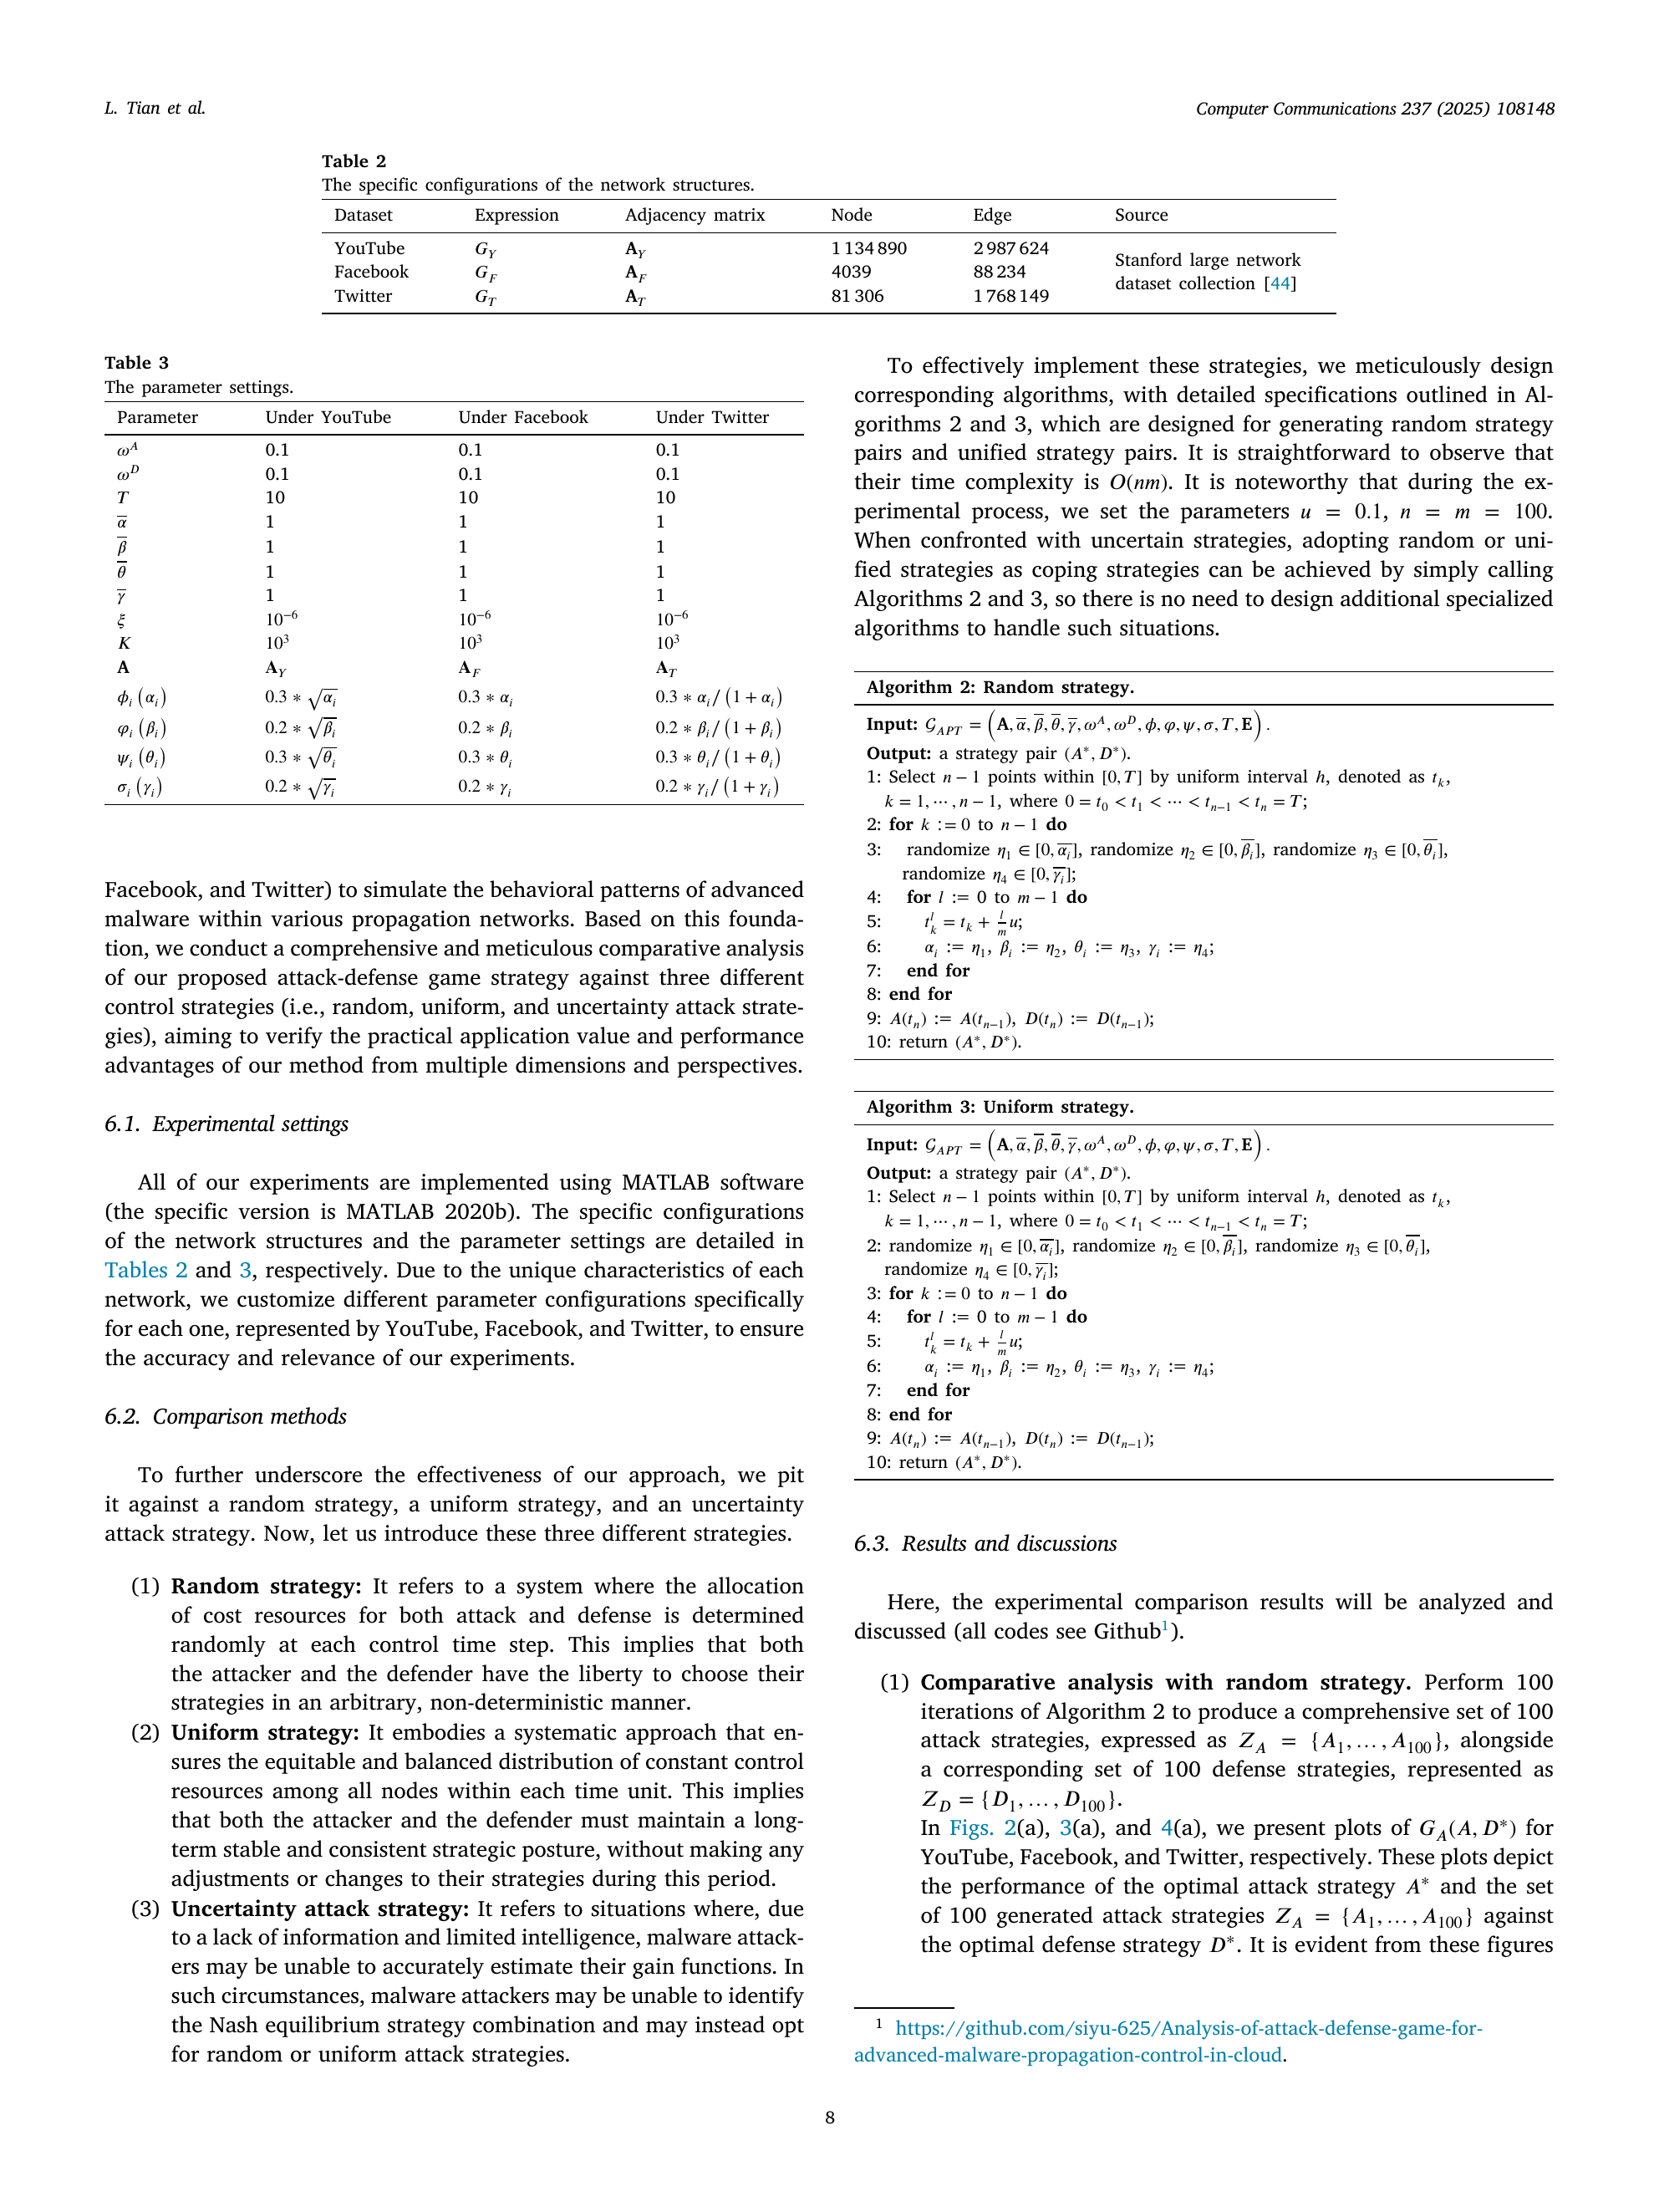 L. Tian et al.
Computer Communications 237 (2025) 108148
Table 2
The specific configurations of the network structures.
Dataset Expression Adjacency matrix Node Edge Source
YouTube G_Y A_Y 1 134 890 2 987 624
Facebook G_F A_F 4039 88 234
Twitter G_T A_T 81 306 1 768 149
Stanford large network
dataset collection [44]
Table 3
The parameter settings.
Parameter Under YouTube Under Facebook Under Twitter
ω^A 0.1 0.1 0.1
ω^D 0.1 0.1 0.1
T 10 10 10
α̅ 1 1 1
β̅ 1 1 1
θ̅ 1 1 1
γ̅ 1 1 1
ξ 10^−6 10^−6 10^−6
K 10^3 10^3 10^3
A A_Y A_F A_T
ϕ_i (α_i) 0.3 ∗ √α_i 0.3 ∗ α_i 0.3 ∗ α_i/ (1 + α_i)
φ_i (β_i) 0.2 ∗ √β_i 0.2 ∗ β_i 0.2 ∗ β_i/ (1 + β_i)
ψ_i (θ_i) 0.3 ∗ √θ_i 0.3 ∗ θ_i 0.3 ∗ θ_i/ (1 + θ_i)
σ_i (γ_i) 0.2 ∗ √γ_i 0.2 ∗ γ_i 0.2 ∗ γ_i/ (1 + γ_i)
Facebook, and Twitter) to simulate the behavioral patterns of advanced
malware within various propagation networks. Based on this founda-
tion, we conduct a comprehensive and meticulous comparative analysis
of our proposed attack-defense game strategy against three different
control strategies (i.e., random, uniform, and uncertainty attack strate-
gies), aiming to verify the practical application value and performance
advantages of our method from multiple dimensions and perspectives.
6.1. Experimental settings
All of our experiments are implemented using MATLAB software
(the specific version is MATLAB 2020b). The specific configurations
of the network structures and the parameter settings are detailed in
Tables 2 and 3, respectively. Due to the unique characteristics of each
network, we customize different parameter configurations specifically
for each one, represented by YouTube, Facebook, and Twitter, to ensure
the accuracy and relevance of our experiments.
6.2. Comparison methods
To further underscore the effectiveness of our approach, we pit
it against a random strategy, a uniform strategy, and an uncertainty
attack strategy. Now, let us introduce these three different strategies.
(1) Random strategy: It refers to a system where the allocation
of cost resources for both attack and defense is determined
randomly at each control time step. This implies that both
the attacker and the defender have the liberty to choose their
strategies in an arbitrary, non-deterministic manner.
(2) Uniform strategy: It embodies a systematic approach that en-
sures the equitable and balanced distribution of constant control
resources among all nodes within each time unit. This implies
that both the attacker and the defender must maintain a long-
term stable and consistent strategic posture, without making any
adjustments or changes to their strategies during this period.
(3) Uncertainty attack strategy: It refers to situations where, due
to a lack of information and limited intelligence, malware attack-
ers may be unable to accurately estimate their gain functions. In
such circumstances, malware attackers may be unable to identify
the Nash equilibrium strategy combination and may instead opt
for random or uniform attack strategies.
To effectively implement these strategies, we meticulously design
corresponding algorithms, with detailed specifications outlined in Al-
gorithms 2 and 3, which are designed for generating random strategy
pairs and unified strategy pairs. It is straightforward to observe that
their time complexity is O(nm). It is noteworthy that during the ex-
perimental process, we set the parameters u = 0.1, n = m = 100.
When confronted with uncertain strategies, adopting random or uni-
fied strategies as coping strategies can be achieved by simply calling
Algorithms 2 and 3, so there is no need to design additional specialized
algorithms to handle such situations.
Algorithm 2: Random strategy.
Input: 𝒢_APT = (A, α̅, β̅, θ̅, γ̅, ω^A, ω^D, ϕ, φ, ψ, σ, T, E).
Output: a strategy pair (A*, D*).
1: Select n − 1 points within [0, T] by uniform interval h, denoted as t_k,
k = 1, ⋯, n − 1, where 0 = t_0 < t_1 < ⋯ < t_{n−1} < t_n = T;
2: for k := 0 to n − 1 do
3: randomize η_1 ∈ [0, α̅_i], randomize η_2 ∈ [0, β̅_i], randomize η_3 ∈ [0, θ̅_i],
randomize η_4 ∈ [0, γ̅_i];
4: for l := 0 to m − 1 do
5: t_k^l = t_k + l/m u;
6: α_i := η_1, β_i := η_2, θ_i := η_3, γ_i := η_4;
7: end for
8: end for
9: A(t_n) := A(t_{n−1}), D(t_n) := D(t_{n−1});
10: return (A*, D*).
Algorithm 3: Uniform strategy.
Input: 𝒢_APT = (A, α̅, β̅, θ̅, γ̅, ω^A, ω^D, ϕ, φ, ψ, σ, T, E).
Output: a strategy pair (A*, D*).
1: Select n − 1 points within [0, T] by uniform interval h, denoted as t_k,
k = 1, ⋯, n − 1, where 0 = t_0 < t_1 < ⋯ < t_{n−1} < t_n = T;
2: randomize η_1 ∈ [0, α̅_i], randomize η_2 ∈ [0, β̅_i], randomize η_3 ∈ [0, θ̅_i],
randomize η_4 ∈ [0, γ̅_i];
3: for k := 0 to n − 1 do
4: for l := 0 to m − 1 do
5: t_k^l = t_k + l/m u;
6: α_i := η_1, β_i := η_2, θ_i := η_3, γ_i := η_4;
7: end for
8: end for
9: A(t_n) := A(t_{n−1}), D(t_n) := D(t_{n−1});
10: return (A*, D*).
6.3. Results and discussions
Here, the experimental comparison results will be analyzed and
discussed (all codes see Github¹).
(1) Comparative analysis with random strategy. Perform 100
iterations of Algorithm 2 to produce a comprehensive set of 100
attack strategies, expressed as Z_A = {A_1, … , A_100}, alongside
a corresponding set of 100 defense strategies, represented as
Z_D = {D_1, … , D_100}.
In Figs. 2(a), 3(a), and 4(a), we present plots of G_A(A, D*) for
YouTube, Facebook, and Twitter, respectively. These plots depict
the performance of the optimal attack strategy A* and the set
of 100 generated attack strategies Z_A = {A_1, … , A_100} against
the optimal defense strategy D*. It is evident from these figures
¹ https://github.com/siyu-625/Analysis-of-attack-defense-game-for-
advanced-malware-propagation-control-in-cloud.
8